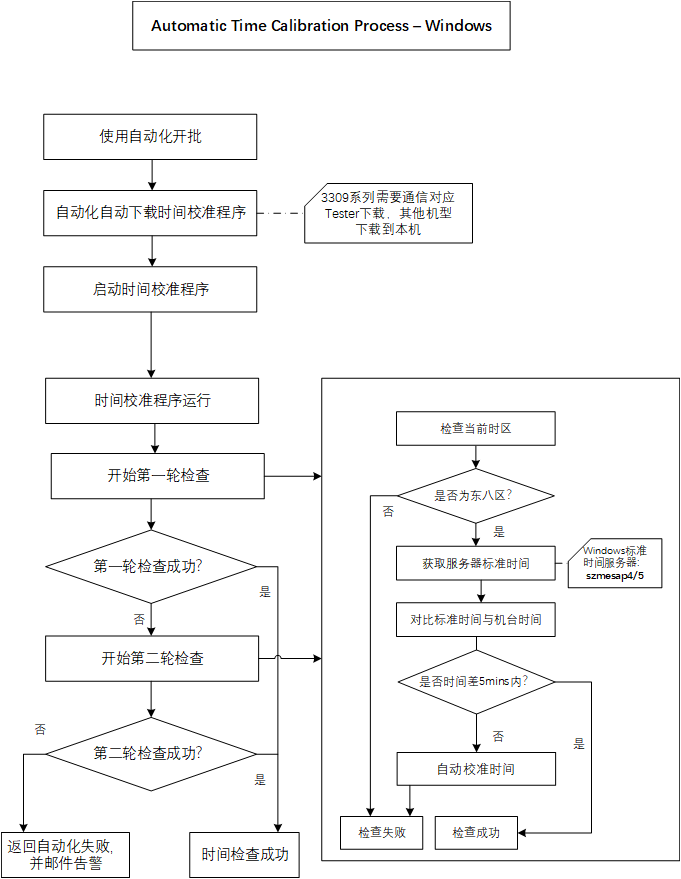 Automatic Time Calibration Process – Windows
使用自动化开批
自动化自动下载时间校准程序
3309系列需要通信对应
Tester下载、其他机型
下载到本机
启动时间校准程序
时间校准程序运行
开始第一轮检查
第一轮检查成功？
是
否
开始第二轮检查
第二轮检查成功？
否
是
返回自动化失败，
并邮件告警
时间检查成功
检查当前时区
是否为东八区？
否
是
获取服务器标准时间
Windows标准
时间服务器：
szmesap4/5
对比标准时间与机台时间
是否时间差5mins内？
否
是
自动校准时间
检查失败
检查成功